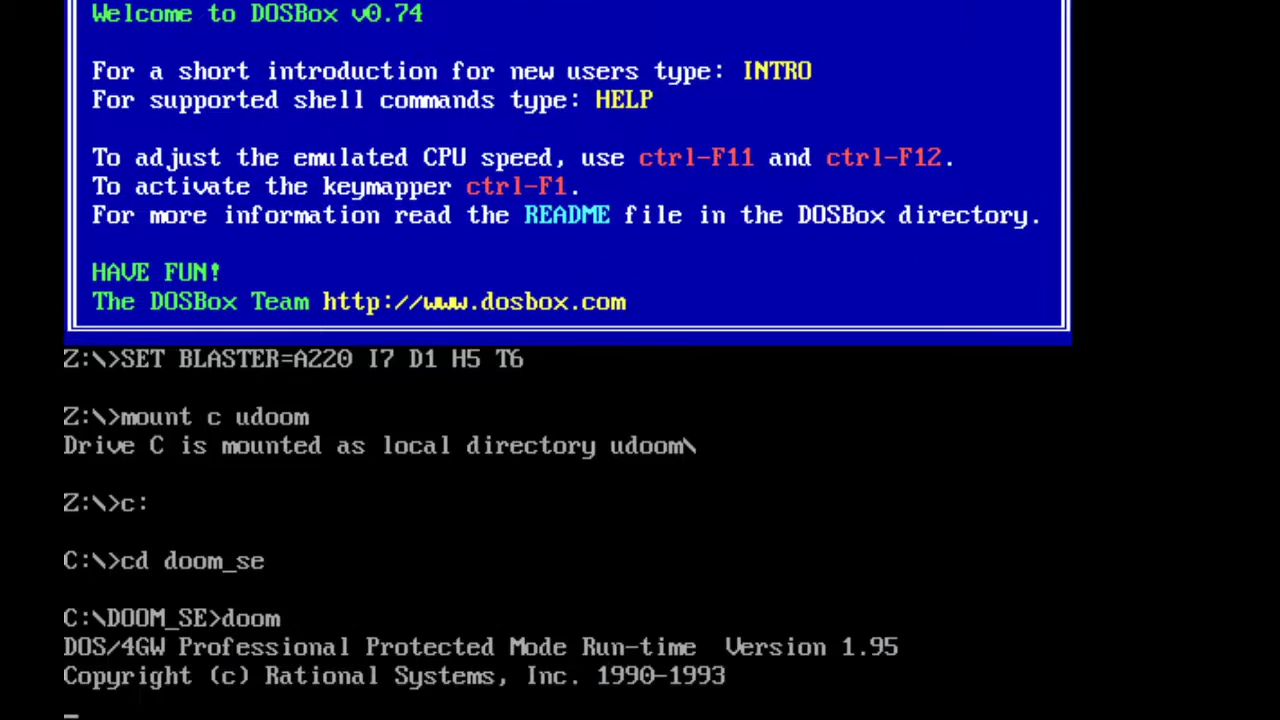 Welcome to DOSBox v0.74
For a short introduction for new users type: INTRO
For supported shell commands type: HELP
To adjust the emulated CPU speed, use ctrl-F11 and ctrl-F12.
To activate the keymapper ctrl-F1.
For more information read the README file in the DOSBox directory.
HAVE FUN!
The DOSBox Team http://www.dosbox.com
Z:\>SET BLASTER=A220 I7 D1 H5 T6
Z:\>mount c udoom
Drive C is mounted as local directory udoom\
Z:\>c:
C:\>cd doom_se
C:\DOOM_SE>doom
DOS/4GW Professional Protected Mode Run-time  Version 1.95
Copyright (c) Rational Systems, Inc. 1990-1993